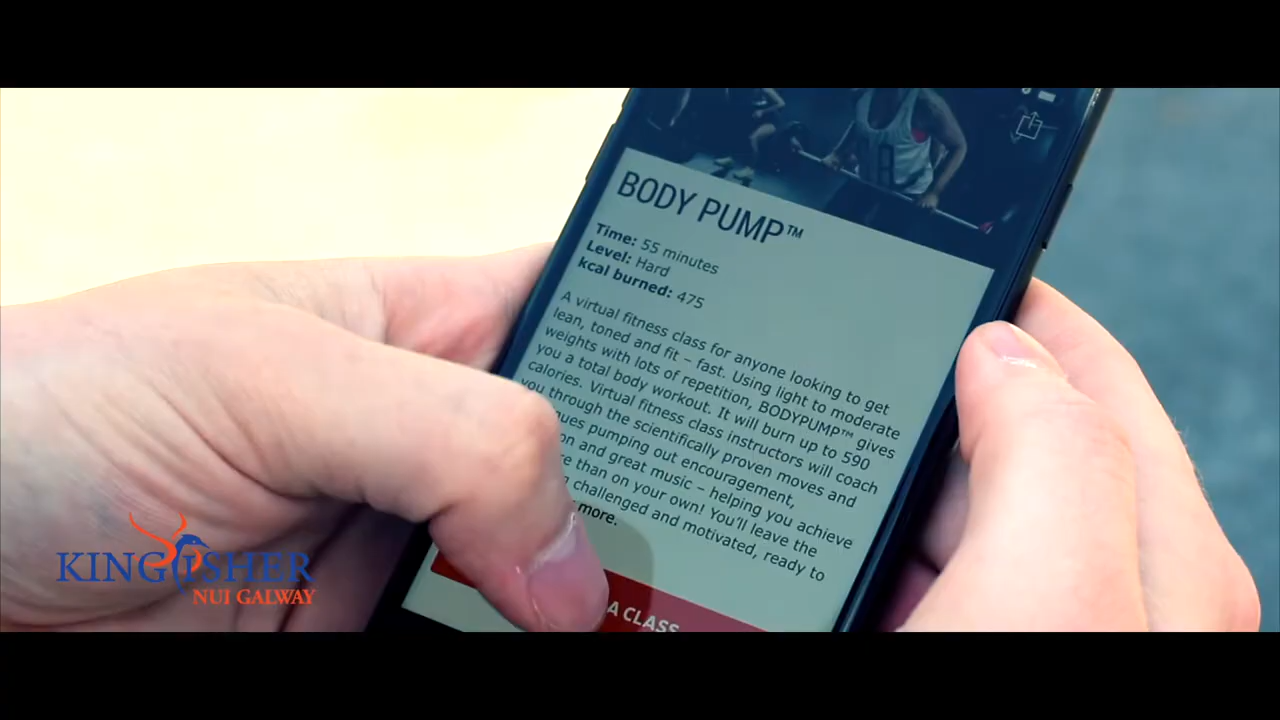 BODY PUMP™
Time: 55 minutes
Level: Hard
kcal burned: 475
A virtual fitness class for anyone looking to get
lean, toned and fit – fast. Using light to moderate
weights with lots of repetition, BODYPUMP™ gives
you a total body workout. It will burn up to 590
calories. Virtual fitness class instructors will coach
you through the scientifically proven moves and
pumping out encouragement,
and great music – helping you achieve
than on your own! You'll leave the
challenged and motivated, ready to
more.
A CLASS
KINGFISHER
NUI GALWAY